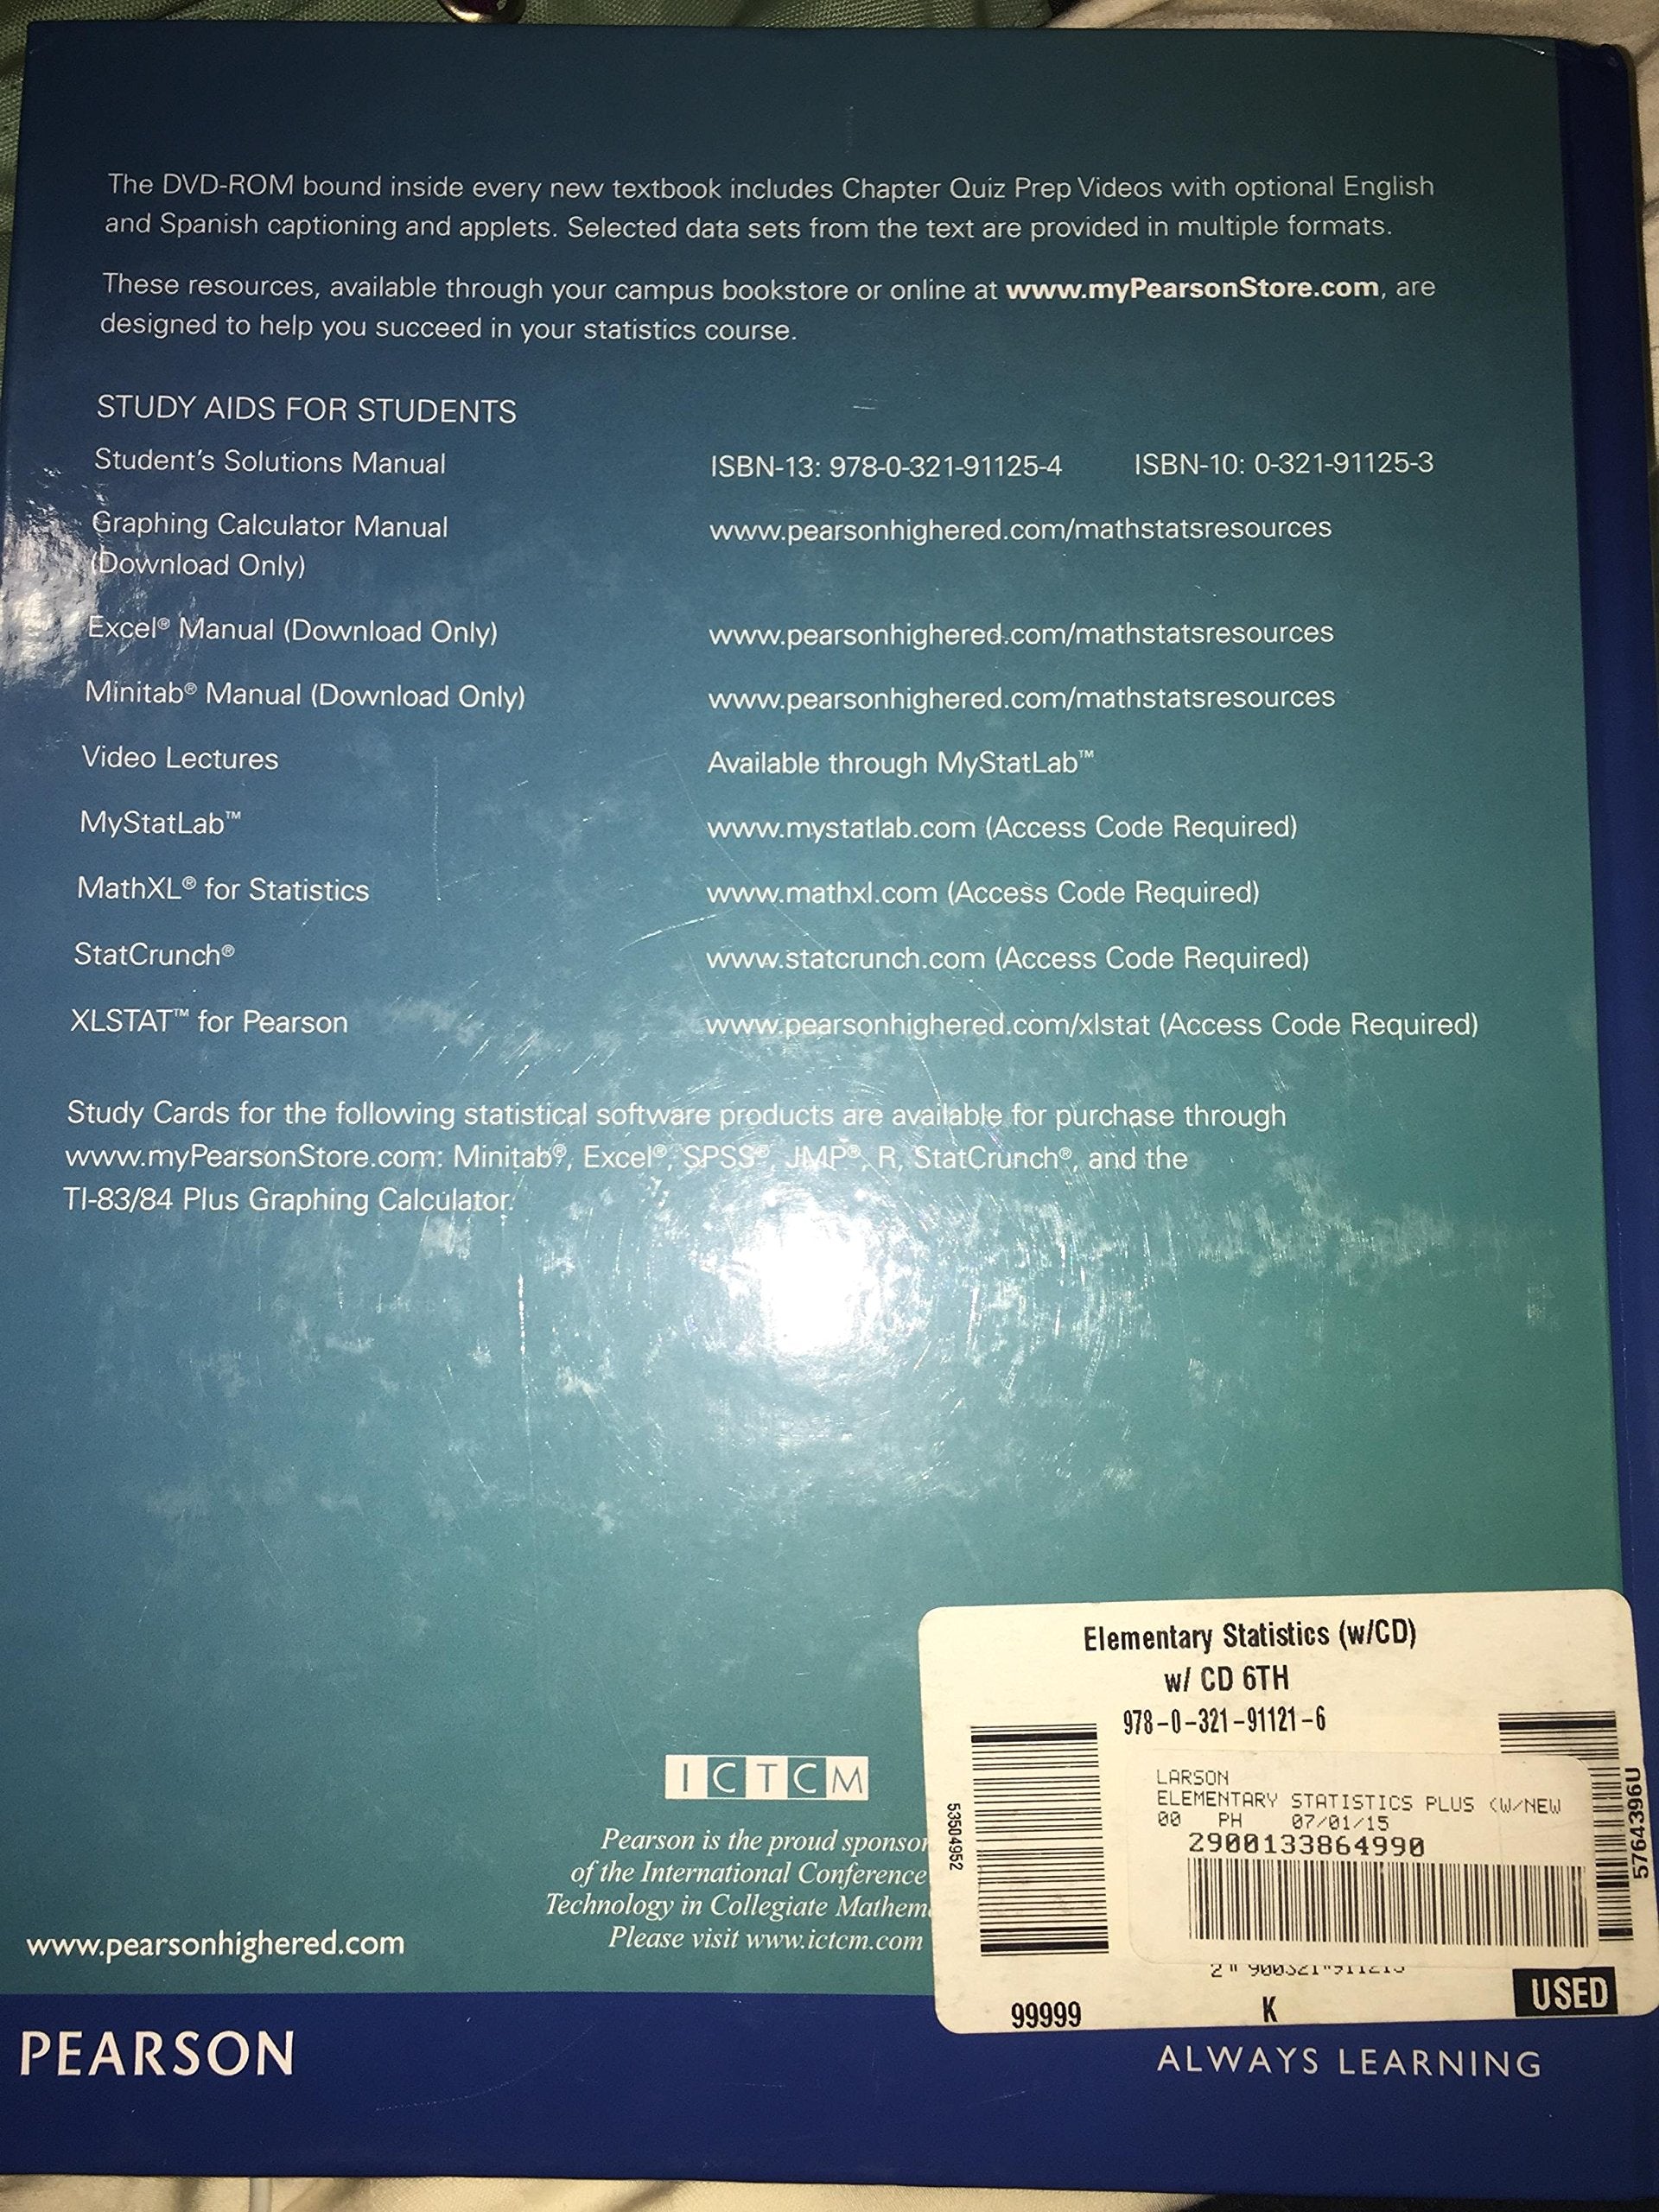 The DVD-ROM bound inside every new textbook includes Chapter Quiz Prep Videos with optional English
and Spanish captioning and applets. Selected data sets from the text are provided in multiple formats.
These resources, available through your campus bookstore or online at www.myPearsonStore.com, are
designed to help you succeed in your statistics course.
STUDY AIDS FOR STUDENTS
Student's Solutions Manual ISBN-13: 978-0-321-91125-4 ISBN-10: 0-321-91125-3
Graphing Calculator Manual www.pearsonhighered.com/mathstatsresources
(Download Only)
Excel® Manual (Download Only) www.pearsonhighered.com/mathstatsresources
Minitab® Manual (Download Only) www.pearsonhighered.com/mathstatsresources
Video Lectures Available through MyStatLab™
MyStatLab™ www.mystatlab.com (Access Code Required)
MathXL® for Statistics www.mathxl.com (Access Code Required)
StatCrunch® www.statcrunch.com (Access Code Required)
XLSTAT™ for Pearson www.pearsonhighered.com/xlstat (Access Code Required)
Study Cards for the following statistical software products are available for purchase through
www.myPearsonStore.com: Minitab®, Excel®, SPSS®, JMP®, R, StatCrunch®, and the
TI-83/84 Plus Graphing Calculator.
Elementary Statistics (w/CD)
w/ CD 6TH
978-0-321-91121-6
LARSON
ELEMENTARY STATISTICS PLUS (W/NEW
00 PH 07/01/15
2900133864990
53504952
5764396U
99999 K USED
ICTCM
Pearson is the proud sponsor
of the International Conference
Technology in Collegiate Mathem
Please visit www.ictcm.com
www.pearsonhighered.com
PEARSON
ALWAYS LEARNING